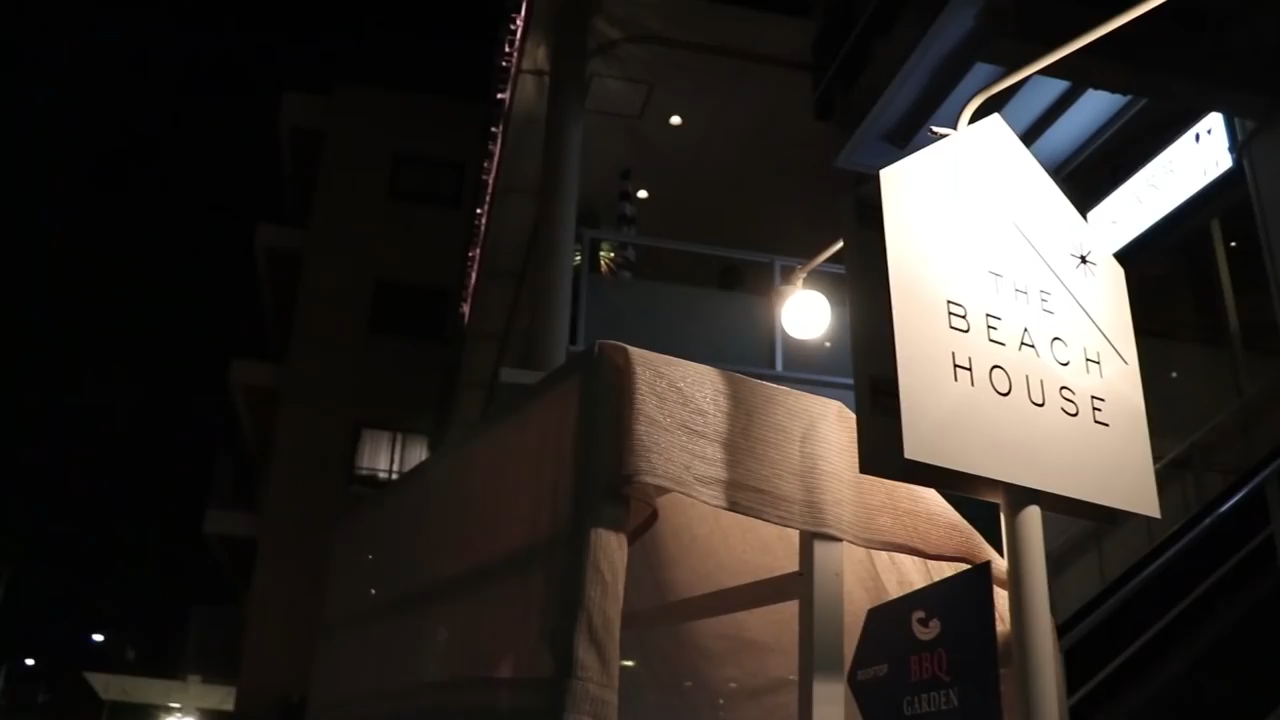 THE
BEACH
HOUSE
ROOFTOP
BBQ
GARDEN